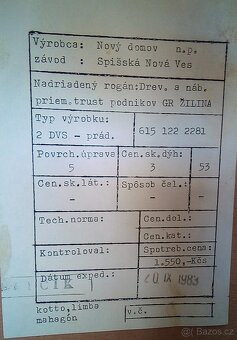 Výrobca: Nový domov n.p.
závod : Spišská Nová Ves
Nadriadený rogán: Drev. a náb.
priem.trust podnikov GR ŽILINA
Typ výrobku:
2 DVS - prád. 615 122 2281
Povrch.úprava Cen.sk.dýh:
5 3 53
Cen.sk.lát.: Spôsob čal.:
- - -
Tech.norma: Cen.dol.:
Cen.kat.:
Kontroloval: Spotreb.cena:
1.550,-Kčs
Dátum exped.: 20 IX 1983
kotto,limba
mahagón v.č.
Bazos.cz